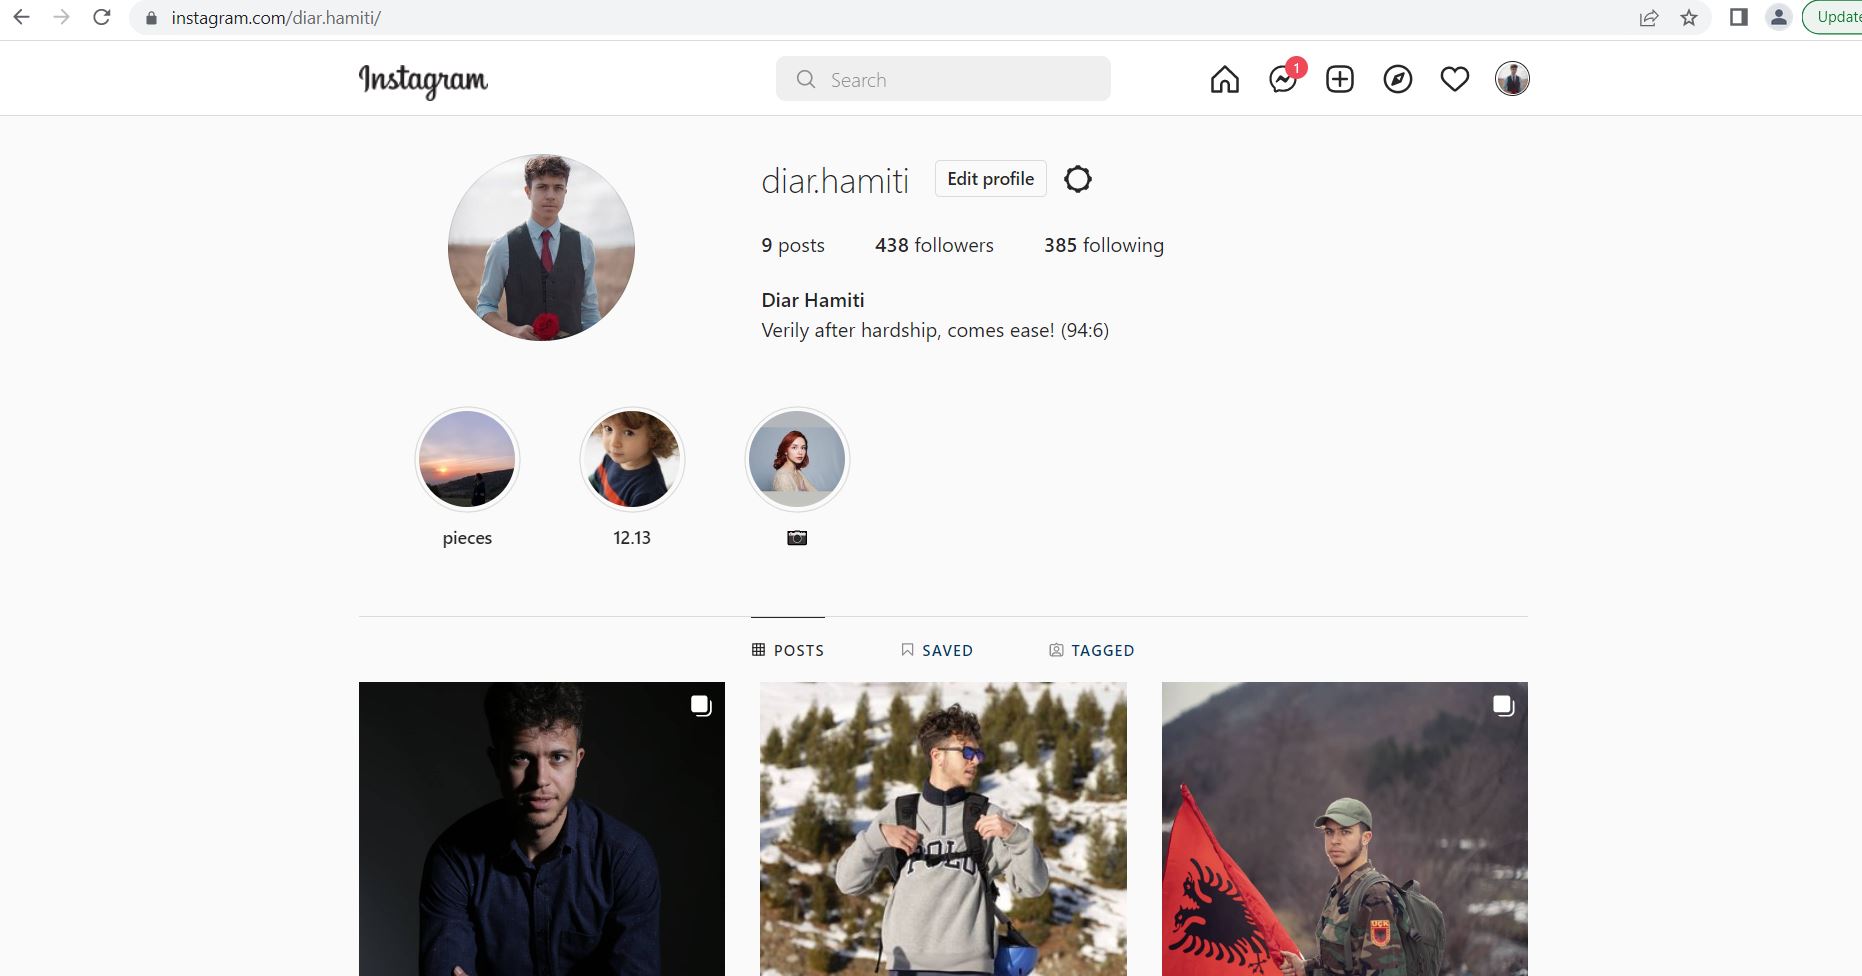 instagram.com/diar.hamiti/
Update
Instagram
Search
1
diar.hamiti
Edit profile
9 posts 438 followers 385 following
Diar Hamiti
Verily after hardship, comes ease! (94:6)
pieces
12.13
POSTS SAVED TAGGED
POLO
UÇK